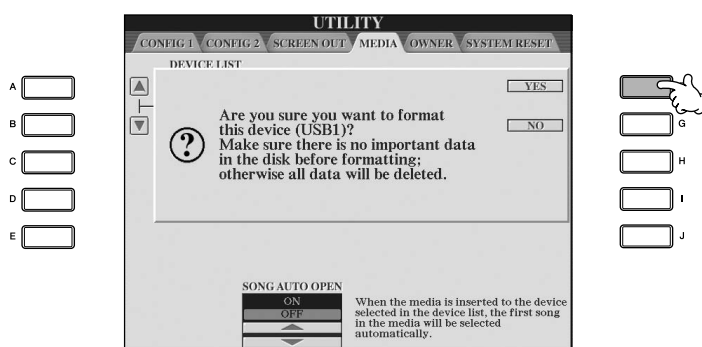 UTILITY
CONFIG 1 CONFIG 2 SCREEN OUT MEDIA OWNER SYSTEM RESET
DEVICE LIST
A
YES
B
Are you sure you want to format
this device (USB1)?
Make sure there is no important data
in the disk before formatting;
otherwise all data will be deleted.
NO
G
C
H
D
I
E
J
SONG AUTO OPEN
ON
OFF
When the media is inserted to the device
selected in the device list, the first song
in the media will be selected
automatically.